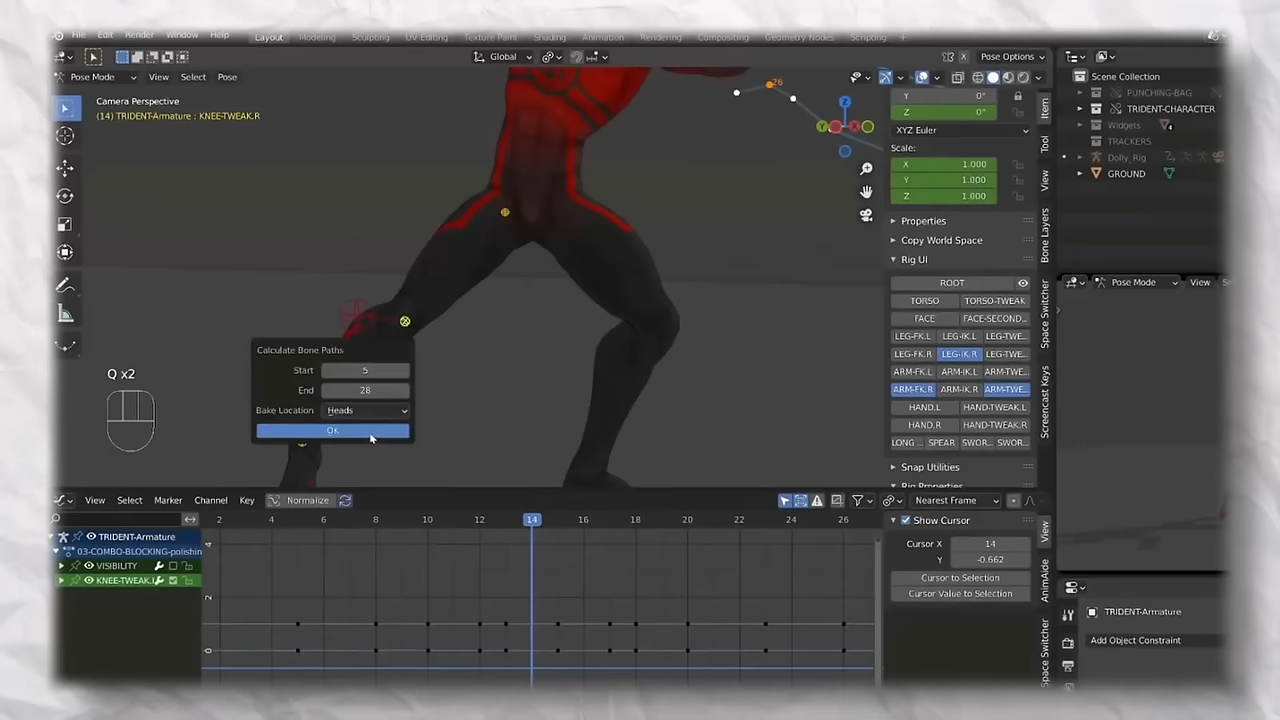 File Edit Render Window Help Layout Modeling Sculpting UV Editing Texture Paint Shading Animation Rendering Compositing Geometry Nodes Scripting +
Global Pose Options
Pose Mode View Select Pose
Camera Perspective
(14) TRIDENT-Armature : KNEE-TWEAK.R
26
Z
Y
X
Y 0°
Z 0°
XYZ Euler
Scale:
X 1.000
Y 1.000
Z 1.000
Properties
Copy World Space
Rig UI
ROOT
TORSO TORSO-TWEAK
FACE FACE-SECOND...
LEG-FK.L LEG-IK.L LEG-TWE...
LEG-FK.R LEG-IK.R LEG-TWE...
ARM-FK.L ARM-IK.L ARM-TWE...
ARM-FK.R ARM-IK.R ARM-TWE...
HAND.L HAND-TWEAK.L
HAND.R HAND-TWEAK.R
LONG ... SPEAR SWOR... SWOR...
Snap Utilities
Rig Properties
Item
Tool
View
Bone Layers
Space Switcher
Screencast Keys
Scene Collection
PUNCHING-BAG
TRIDENT-CHARACTER
Widgets 4
TRACKERS
Dolly_Rig
GROUND
Pose Mode View
Calculate Bone Paths
Start 5
End 28
Bake Location Heads
OK
Q x2
View Select Marker Channel Key Normalize Nearest Frame
2 4 6 8 10 12 14 16 18 20 22 24 26
TRIDENT-Armature
03-COMBO-BLOCKING-polishin
VISIBILITY
KNEE-TWEAK.
4
2
0
Show Cursor
Cursor X 14
Y -0.662
Cursor to Selection
Cursor Value to Selection
View
AnimAide
Space Switcher
TRIDENT-Armature
Add Object Constraint